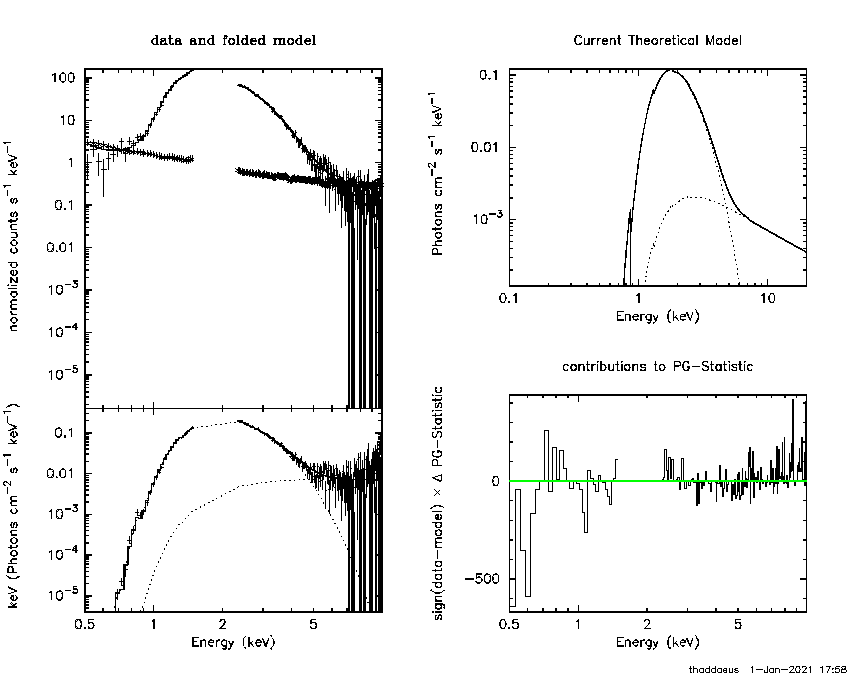 data and folded model
normalized counts s⁻¹ keV⁻¹
100
10
1
0.1
0.01
10⁻³
10⁻⁴
10⁻⁵
keV (Photons cm⁻² s⁻¹ keV⁻¹)
0.1
0.01
10⁻³
10⁻⁴
10⁻⁵
0.5
1
2
5
Energy (keV)
Current Theoretical Model
Photons cm⁻² s⁻¹ keV⁻¹
0.1
0.01
10⁻³
0.1
1
10
Energy (keV)
contributions to PG-Statistic
sign(data-model) × Δ PG-Statistic
0
-500
0.5
1
2
5
Energy (keV)
thaddaeus 1-Jan-2021 17:58